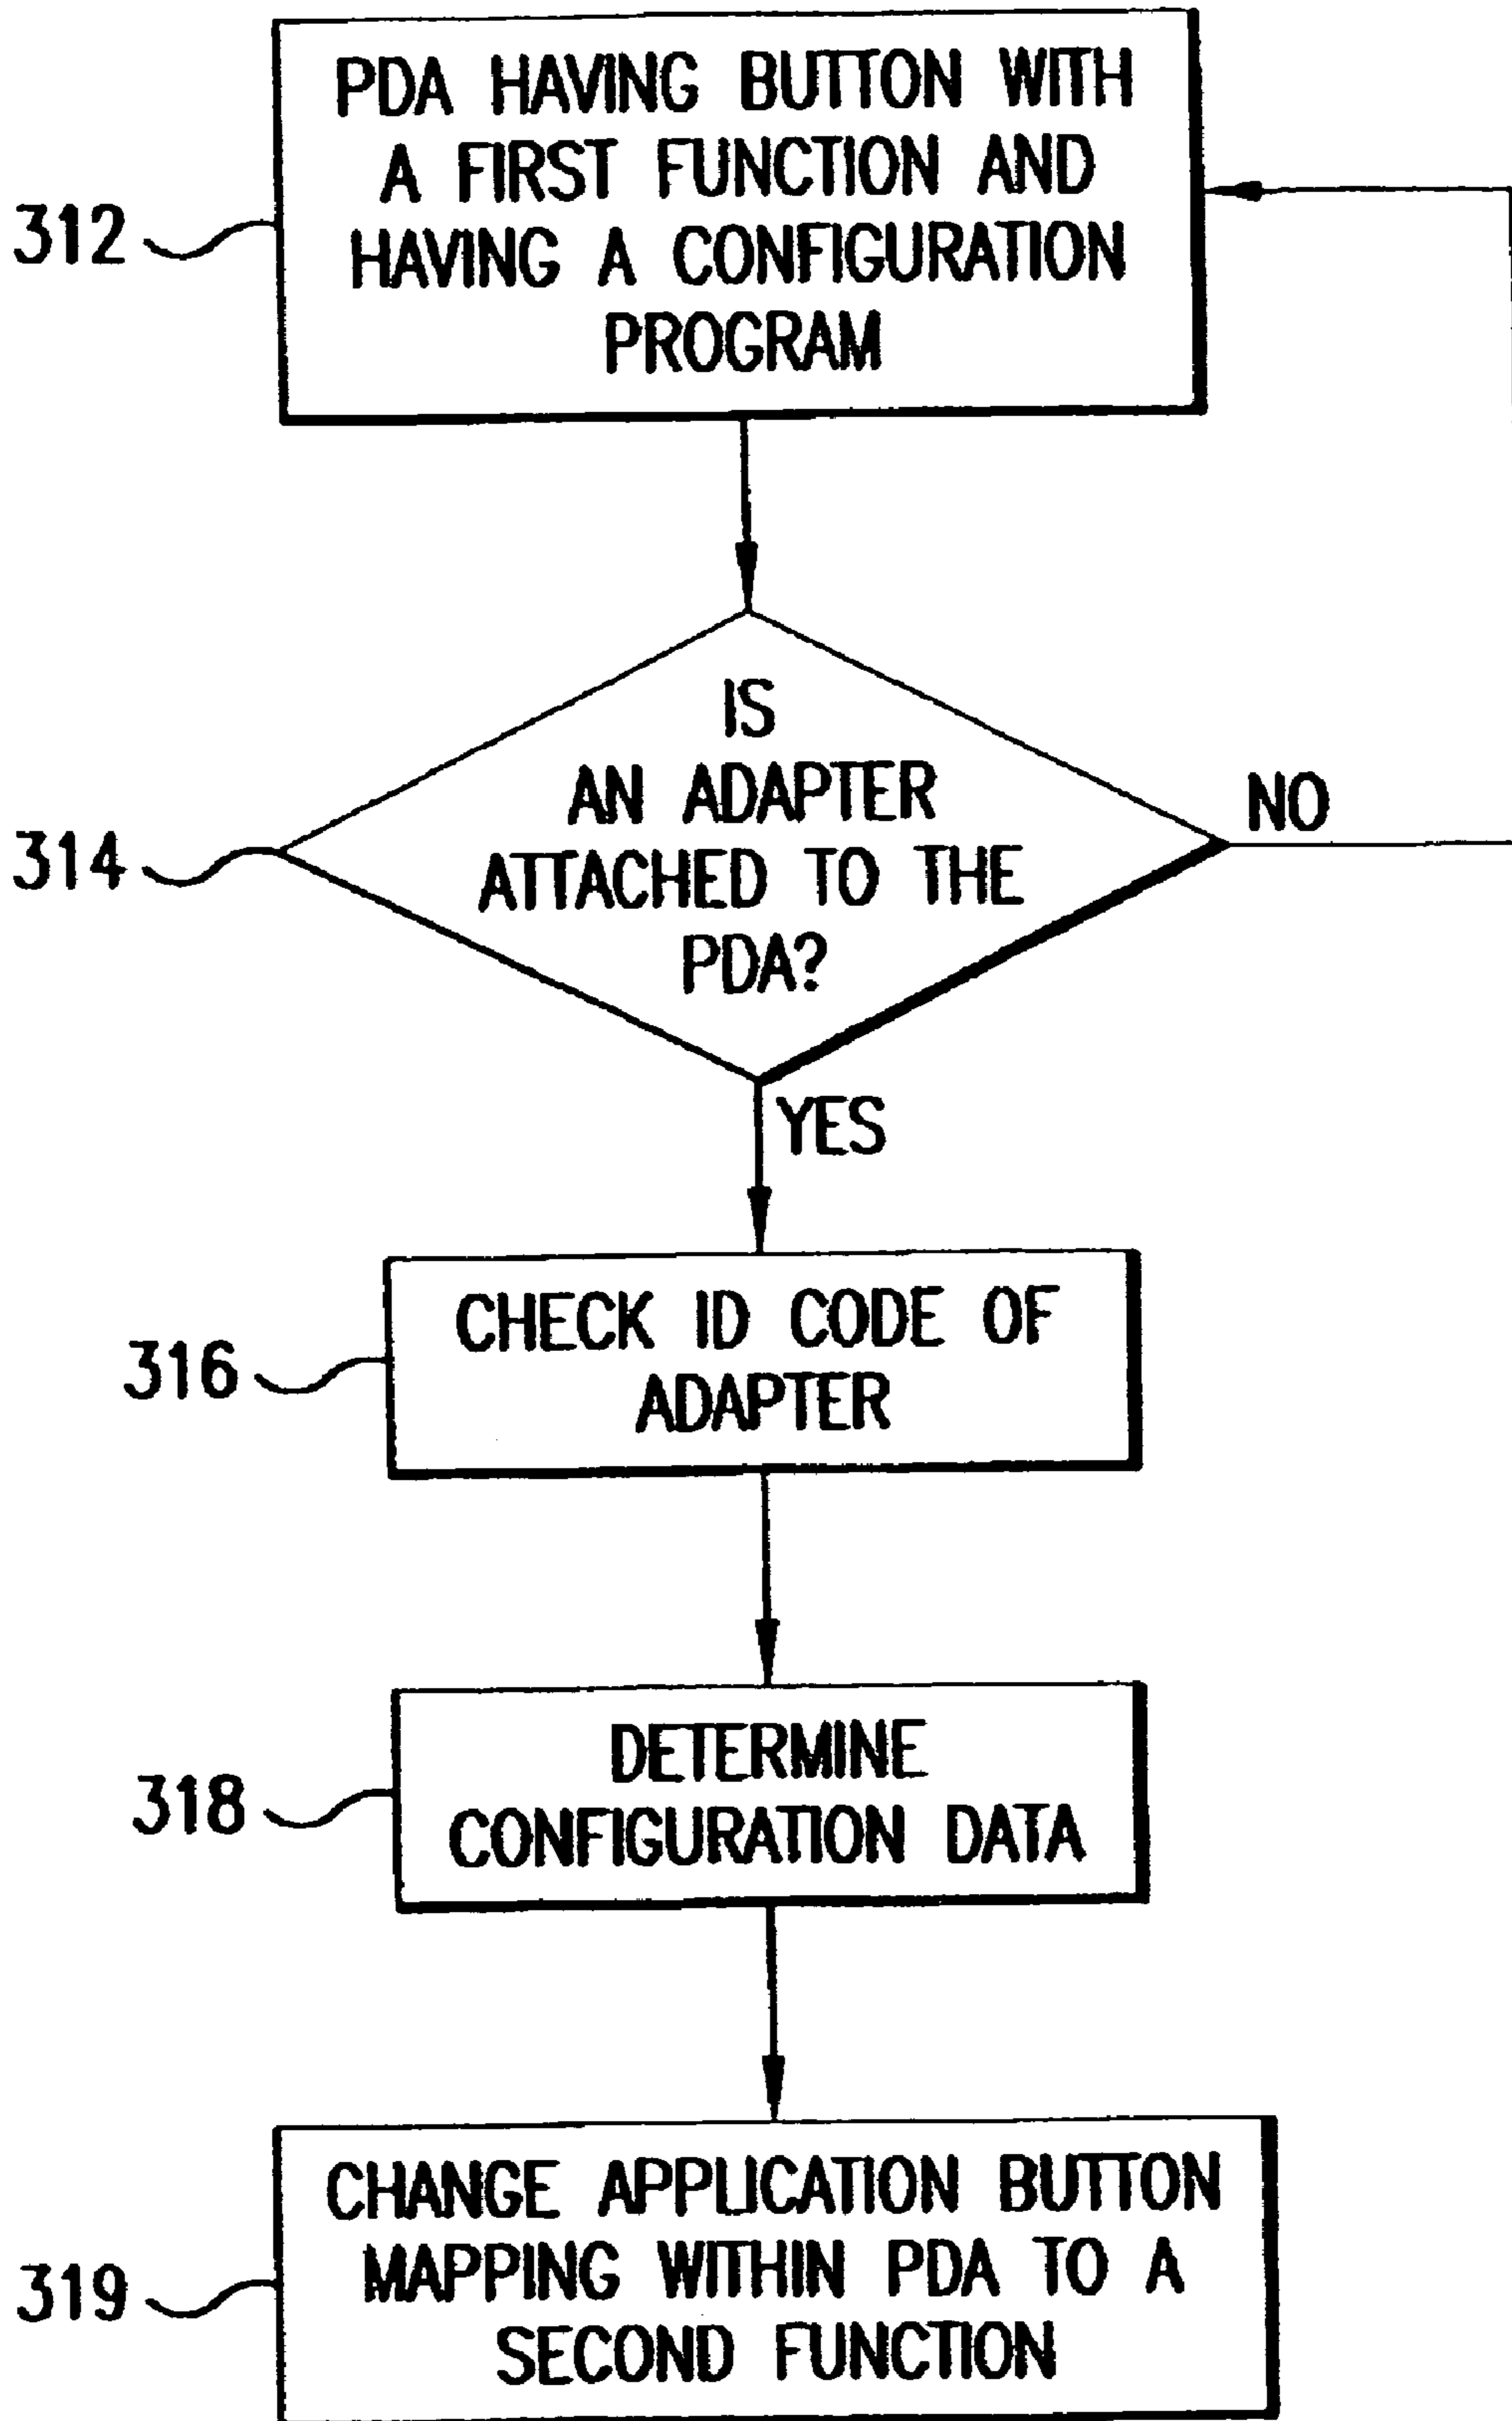 PDA HAVING BUTTON WITH
A FIRST FUNCTION AND
HAVING A CONFIGURATION
PROGRAM
312
IS
AN ADAPTER
ATTACHED TO THE
PDA?
314
NO
YES
CHECK ID CODE OF
ADAPTER
316
DETERMINE
CONFIGURATION DATA
318
CHANGE APPLICATION BUTTON
MAPPING WITHIN PDA TO A
SECOND FUNCTION
319